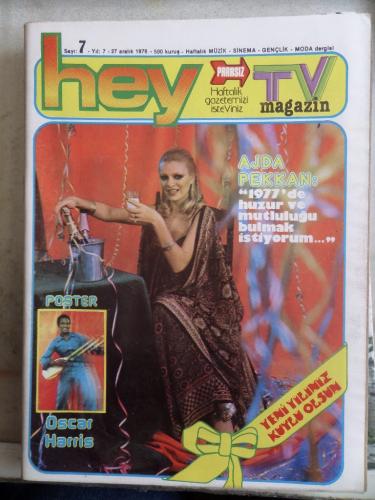 Sayı: 7 - Yıl: 7 - 27 aralık 1976 - 500 kuruş - Haftalık MÜZİK - SİNEMA - GENÇLİK - MODA dergisi
hey
PARASIZ
Haftalık
gazetemizi
isteyiniz
TV
magazin
AJDA
PEKKAN:
"1977'de
huzur ve
mutluluğu
bulmak
istiyorum..."
POSTER
Oscar
Harris
YENİ YILINIZ
KUTLU OLSUN